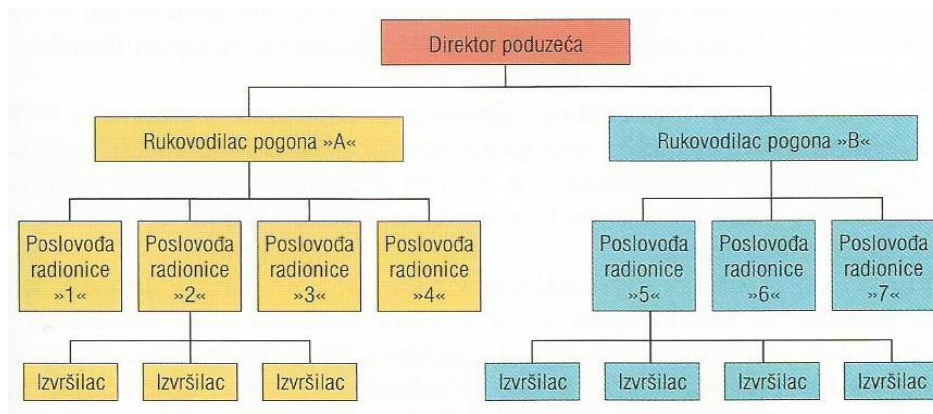 Direktor poduzeća
Rukovodilac pogona »A«
Rukovodilac pogona »B«
Poslovođa
radionice
»1«
Poslovođa
radionice
»2«
Poslovođa
radionice
»3«
Poslovođa
radionice
»4«
Poslovođa
radionice
»5«
Poslovođa
radionice
»6«
Poslovođa
radionice
»7«
Izvršilac
Izvršilac
Izvršilac
Izvršilac
Izvršilac
Izvršilac
Izvršilac